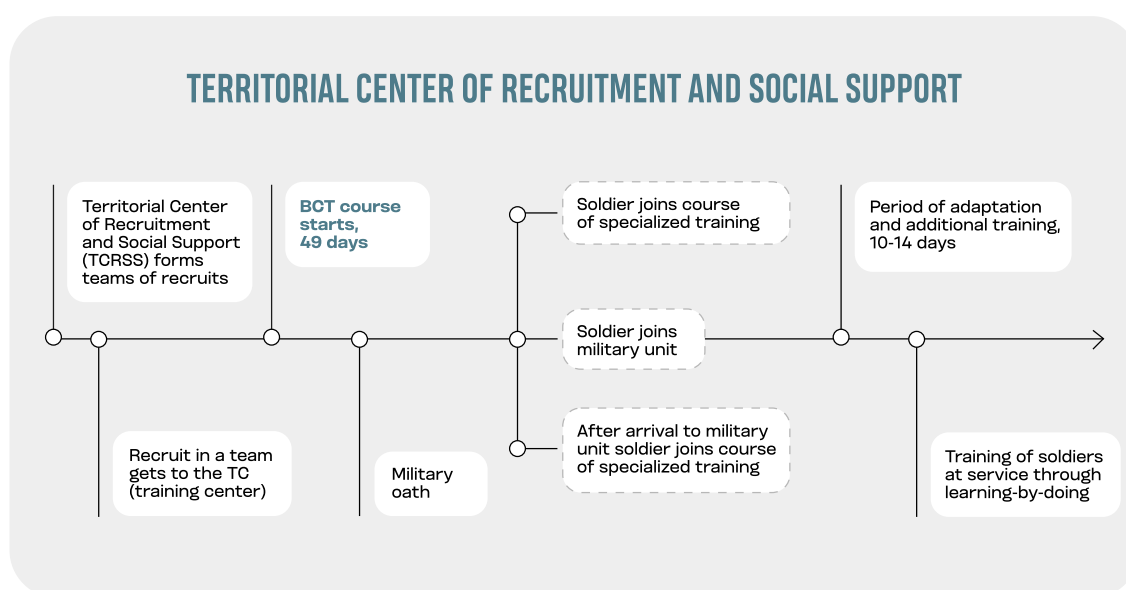 TERRITORIAL CENTER OF RECRUITMENT AND SOCIAL SUPPORT
Territorial Center
of Recruitment
and Social Support
(TCRSS) forms
teams of recruits
Recruit in a team
gets to the TC
(training center)
BCT course
starts,
49 days
Military
oath
Soldier joins course
of specialized training
Soldier joins
military unit
After arrival to military
unit soldier joins course
of specialized training
Period of adaptation
and additional training,
10-14 days
Training of soldiers
at service through
learning-by-doing